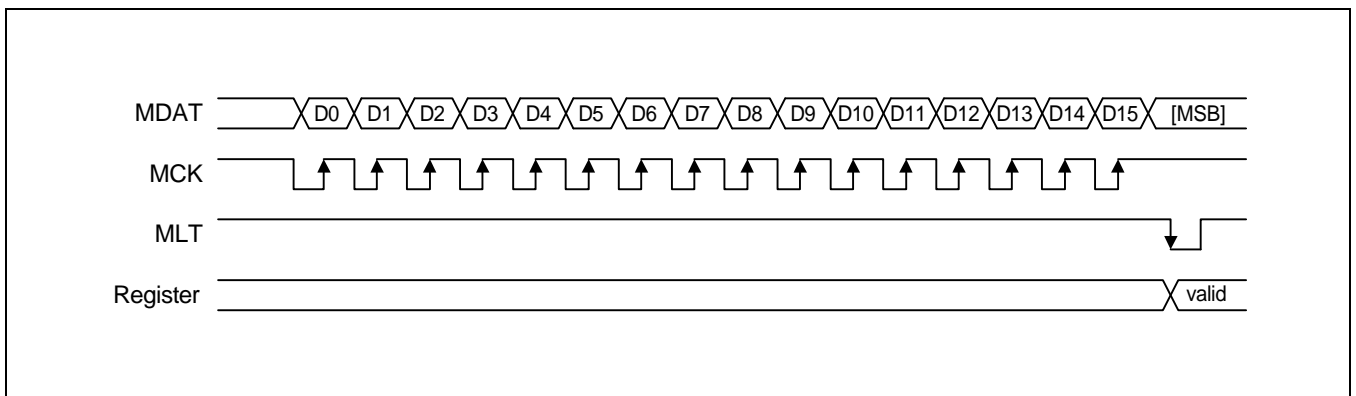 MDAT D0 D1 D2 D3 D4 D5 D6 D7 D8 D9 D10 D11 D12 D13 D14 D15 [MSB]
MCK
MLT
Register valid